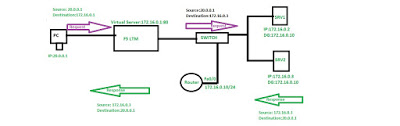 Source: 20.0.0.1
Destination:172.16.0.1
Response
PC
IP:20.0.0.1
Virtual Server:172.16.0.1:80
F5 LTM
Source:20.0.0.1
Destination:172.16.0.1
Response
SWITCH
SRV1
IP:172.16.0.2
DG:172.16.0.10
SRV2
IP:172.16.0.3
DG:172.16.0.10
Router
Fa0/0
172.16.0.10/24
Response
Source: 172.16.0.1
Destination:20.0.0.1
Response
Source: 172.16.0.1
Destination:20.0.0.1